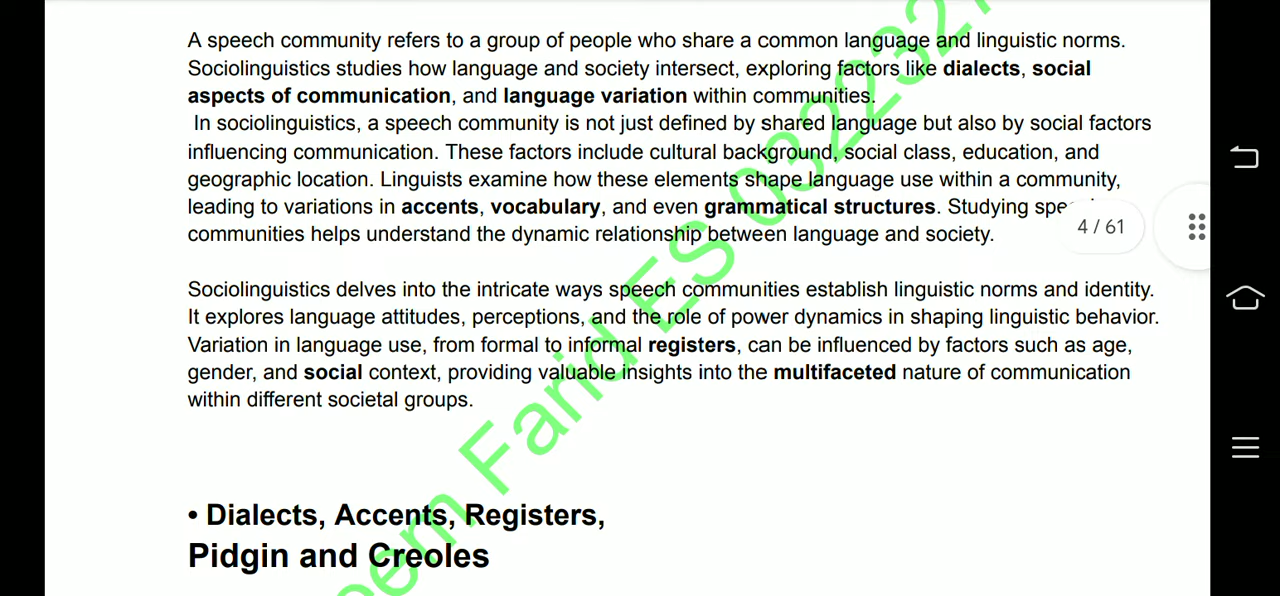 A speech community refers to a group of people who share a common language and linguistic norms.
Sociolinguistics studies how language and society intersect, exploring factors like dialects, social
aspects of communication, and language variation within communities.
In sociolinguistics, a speech community is not just defined by shared language but also by social factors
influencing communication. These factors include cultural background, social class, education, and
geographic location. Linguists examine how these elements shape language use within a community,
leading to variations in accents, vocabulary, and even grammatical structures. Studying
communities helps understand the dynamic relationship between language and society.
4 / 61
Sociolinguistics delves into the intricate ways speech communities establish linguistic norms and identity.
It explores language attitudes, perceptions, and the role of power dynamics in shaping linguistic behavior.
Variation in language use, from formal to informal registers, can be influenced by factors such as age,
gender, and social context, providing valuable insights into the multifaceted nature of communication
within different societal groups.
• Dialects, Accents, Registers,
Pidgin and Creoles
Farid ES